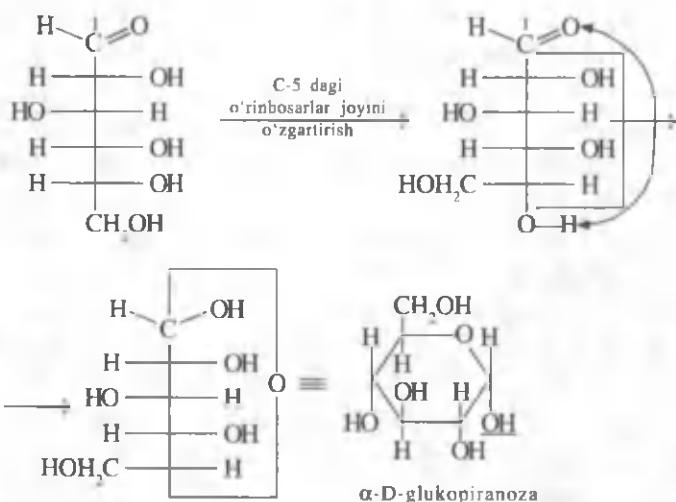 H C O
H OH
HO H
H OH
H OH
CH₂OH
C-5 dagi
o‘rinbosarlar joyini
o‘zgartirish
H C O
H OH
HO H
H OH
HOH₂C H
O—H
H C OH
H OH
HO H
H OH
HOH₂C H
O ≡
CH₂OH
H O H
H
OH H
HO OH
H OH
α-D-glukopiranoza